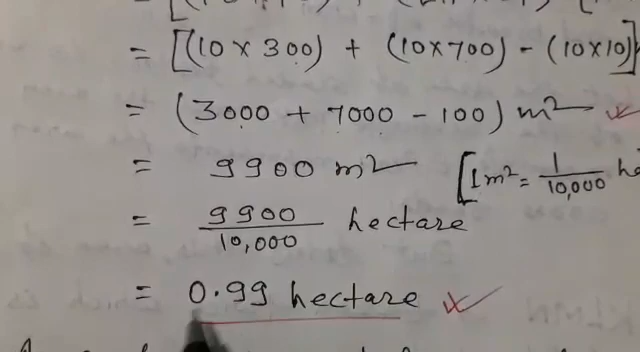 = [(10 × 300) + (10×700) - (10×10)]
= (3000 + 7000 - 100) m²
= 9900 m² [1m² = 1/10,000 he
= 9900/10,000 hectare
= 0.99 hectare